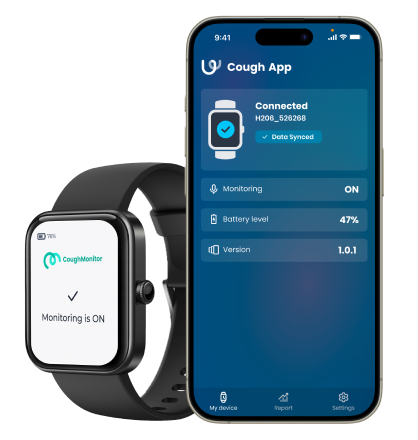 9:41
Cough App
Connected
H206_526268
Data Synced
Monitoring ON
Battery level 47%
Version 1.0.1
My device Report Settings
CoughMonitor
Monitoring is ON